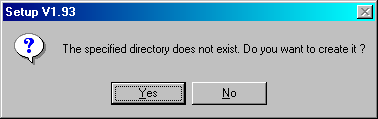 Setup V1.93
The specified directory does not exist. Do you want to create it ?
Yes
No